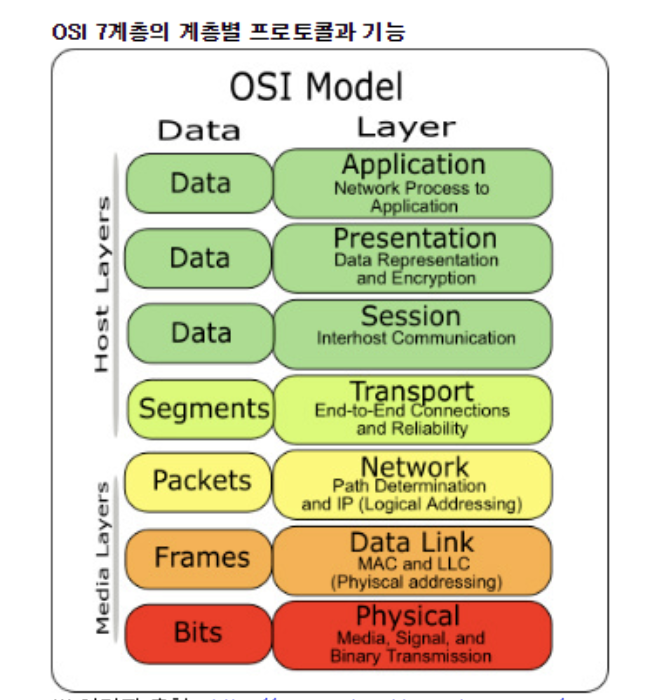 OSI 7계층의 계층별 프로토콜과 기능
OSI Model
Data Layer
Data
Application
Network Process to
Application
Data
Presentation
Data Representation
and Encryption
Data
Session
Interhost Communication
Segments
Transport
End-to-End Connections
and Reliability
Packets
Network
Path Determination
and IP (Logical Addressing)
Frames
Data Link
MAC and LLC
(Phyiscal addressing)
Bits
Physical
Media, Signal, and
Binary Transmission
Host Layers
Media Layers